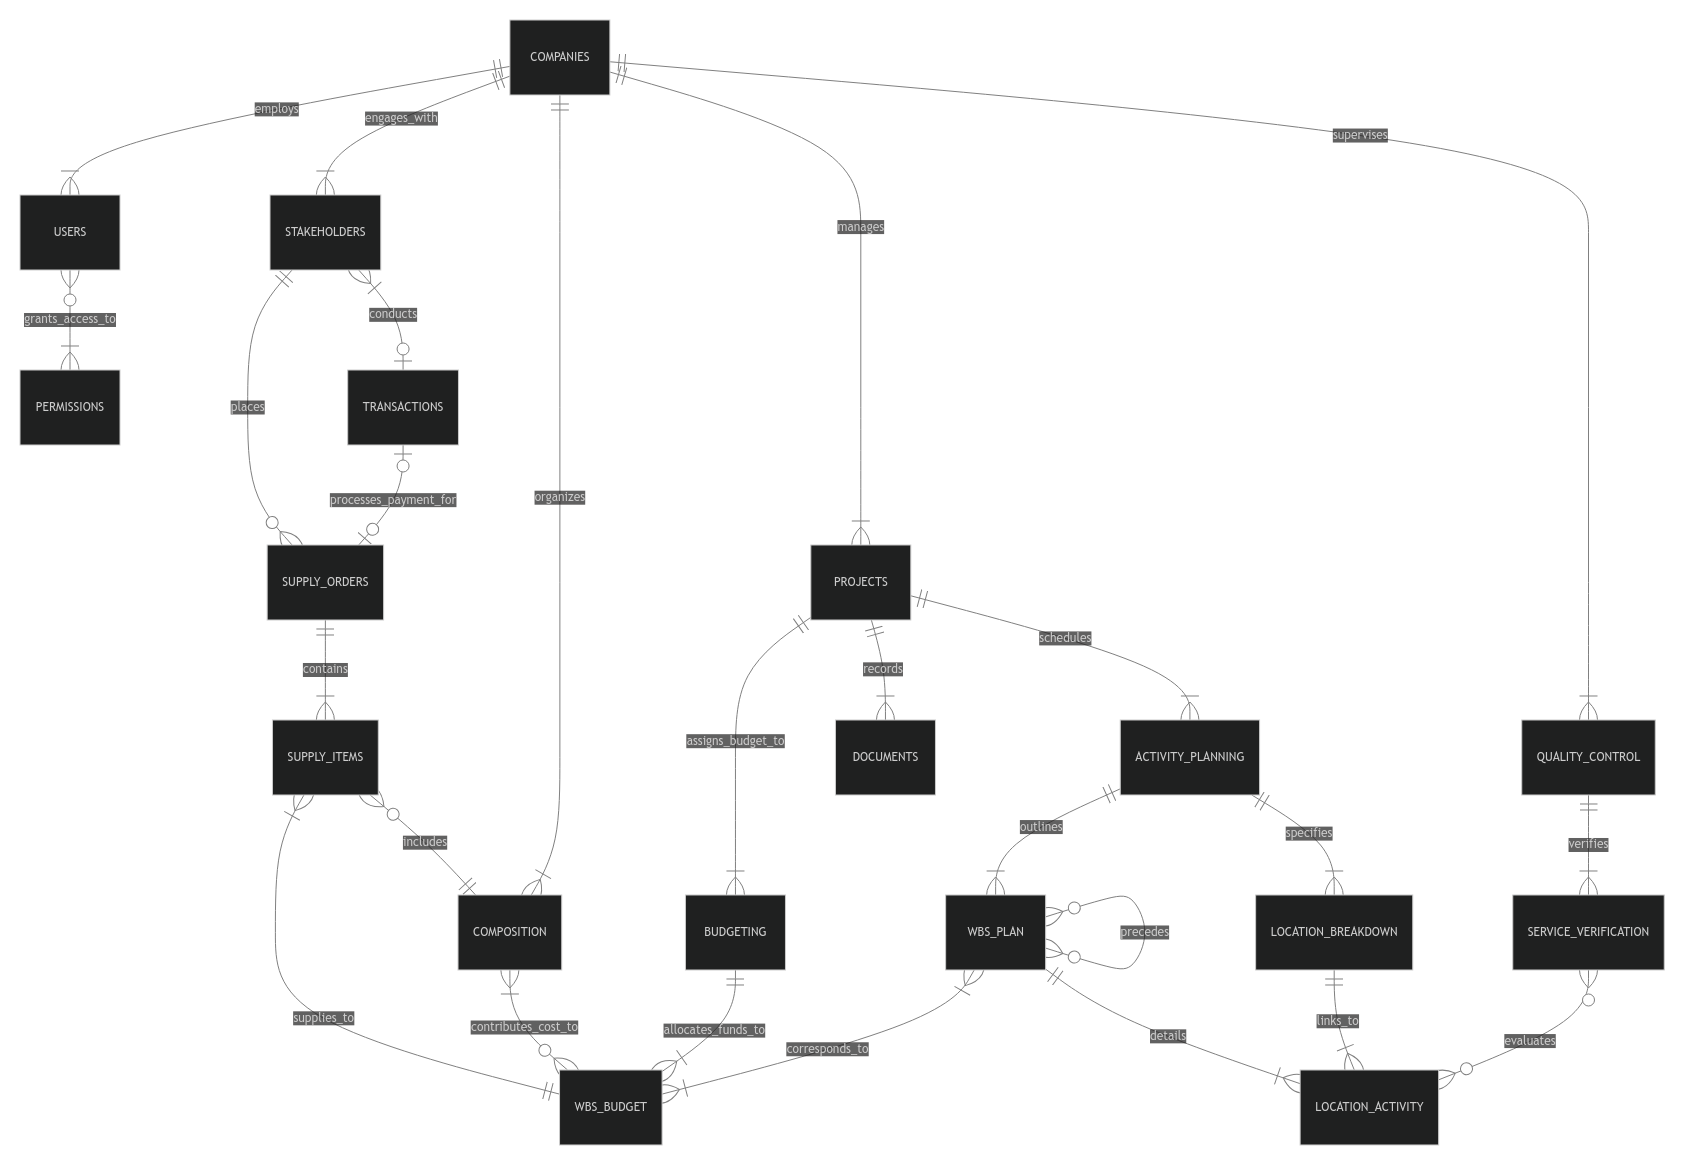 COMPANIES
employs
engages_with
supervises
manages
USERS
STAKEHOLDERS
grants_access_to
conducts
places
PERMISSIONS
TRANSACTIONS
processes_payment_for
organizes
SUPPLY_ORDERS
PROJECTS
contains
records
schedules
assigns_budget_to
SUPPLY_ITEMS
DOCUMENTS
ACTIVITY_PLANNING
QUALITY_CONTROL
includes
outlines
specifies
verifies
COMPOSITION
BUDGETING
WBS_PLAN
precedes
LOCATION_BREAKDOWN
SERVICE_VERIFICATION
supplies_to
contributes_cost_to
allocates_funds_to
corresponds_to
details
links_to
evaluates
WBS_BUDGET
LOCATION_ACTIVITY